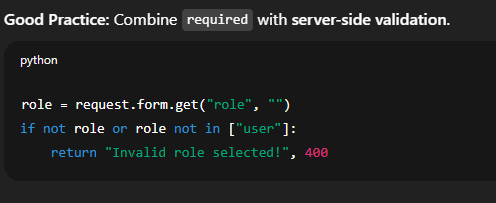 Good Practice: Combine required with server-side validation.
python
role = request.form.get("role", "")
if not role or role not in ["user"]:
    return "Invalid role selected!", 400